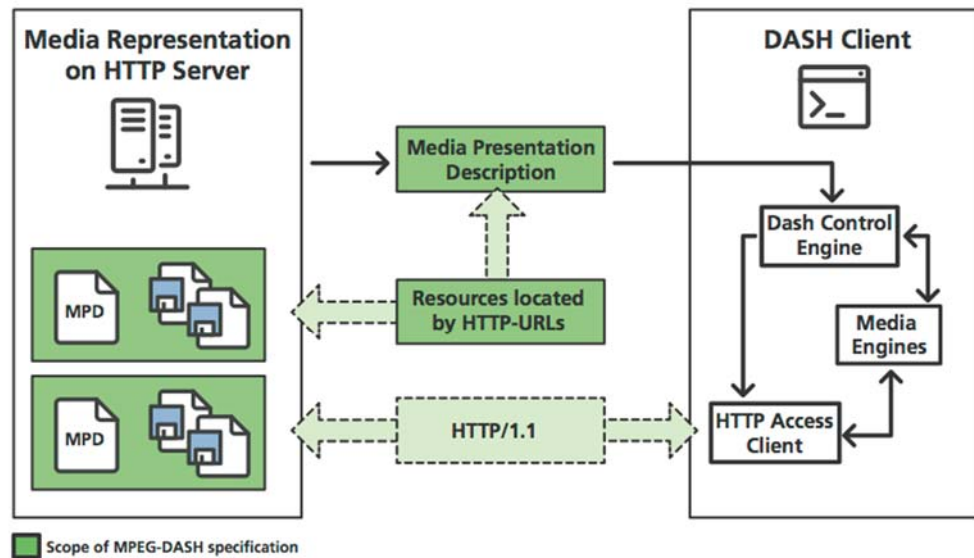 Media Representation
on HTTP Server
DASH Client
Media Presentation
Description
Dash Control
Engine
MPD
Resources located
by HTTP-URLs
Media
Engines
MPD
HTTP/1.1
HTTP Access
Client
Scope of MPEG-DASH specification